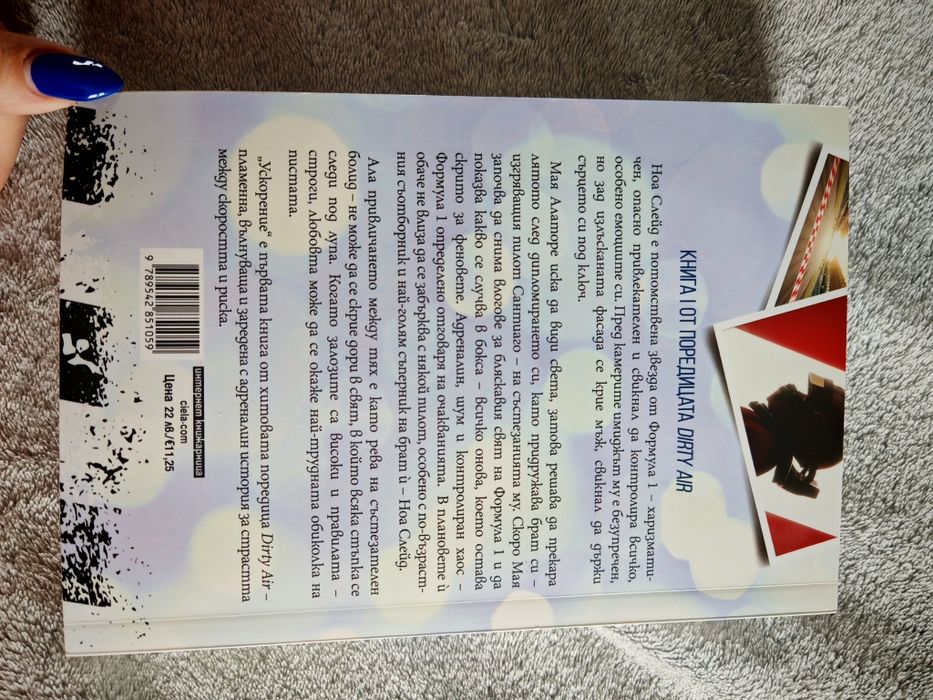 КНИГА I ОТ ПОРЕДИЦАТА DIRTY AIR
Ноа Слейд е потомствена звезда от Формула 1 – харизмати-
чен, опасно привлекателен и свикнал да контролира всичко,
особено емоциите си. Пред камерите имиджът му е безупречен,
но зад излъсканата фасада се крие мъж, свикнал да държи
сърцето си под ключ.
Мая Алаторе иска да види света, затова решава да прекара
лятото след дипломирането си, като придружава брат си –
изгряващия пилот Сантиаго – на състезанията му. Скоро Мая
започва да снима влогове за бляскавия свят на Формула 1 и да
показва какво се случва в бокса – всичко онова, което остава
скрито за феновете. Адреналин, шум и контролиран хаос –
Формула 1 определено отговаря на очакванията. В плановете ѝ
обаче не влиза да се забърква с някой пилот, особено с по-възраст-
ния съотборник и най-голям съперник на брат ѝ – Ноа Слейд.
Ала привличането между тях е като рева на състезателен
болид – не може да се скрие дори в свят, в който всяка стъпка се
следи под лупа. Когато залозите са високи и правилата –
строги, любовта може да се окаже най-трудната обиколка на
пистата.
„Ускорение“ е първата книга от хитовата поредица Dirty Air –
пламенна, вълнуваща и заредена с адреналин история за страстта
между скоростта и риска.
9 789542 851059
интернет книжарница
ciela.com
Цена 22 лв./€11,25